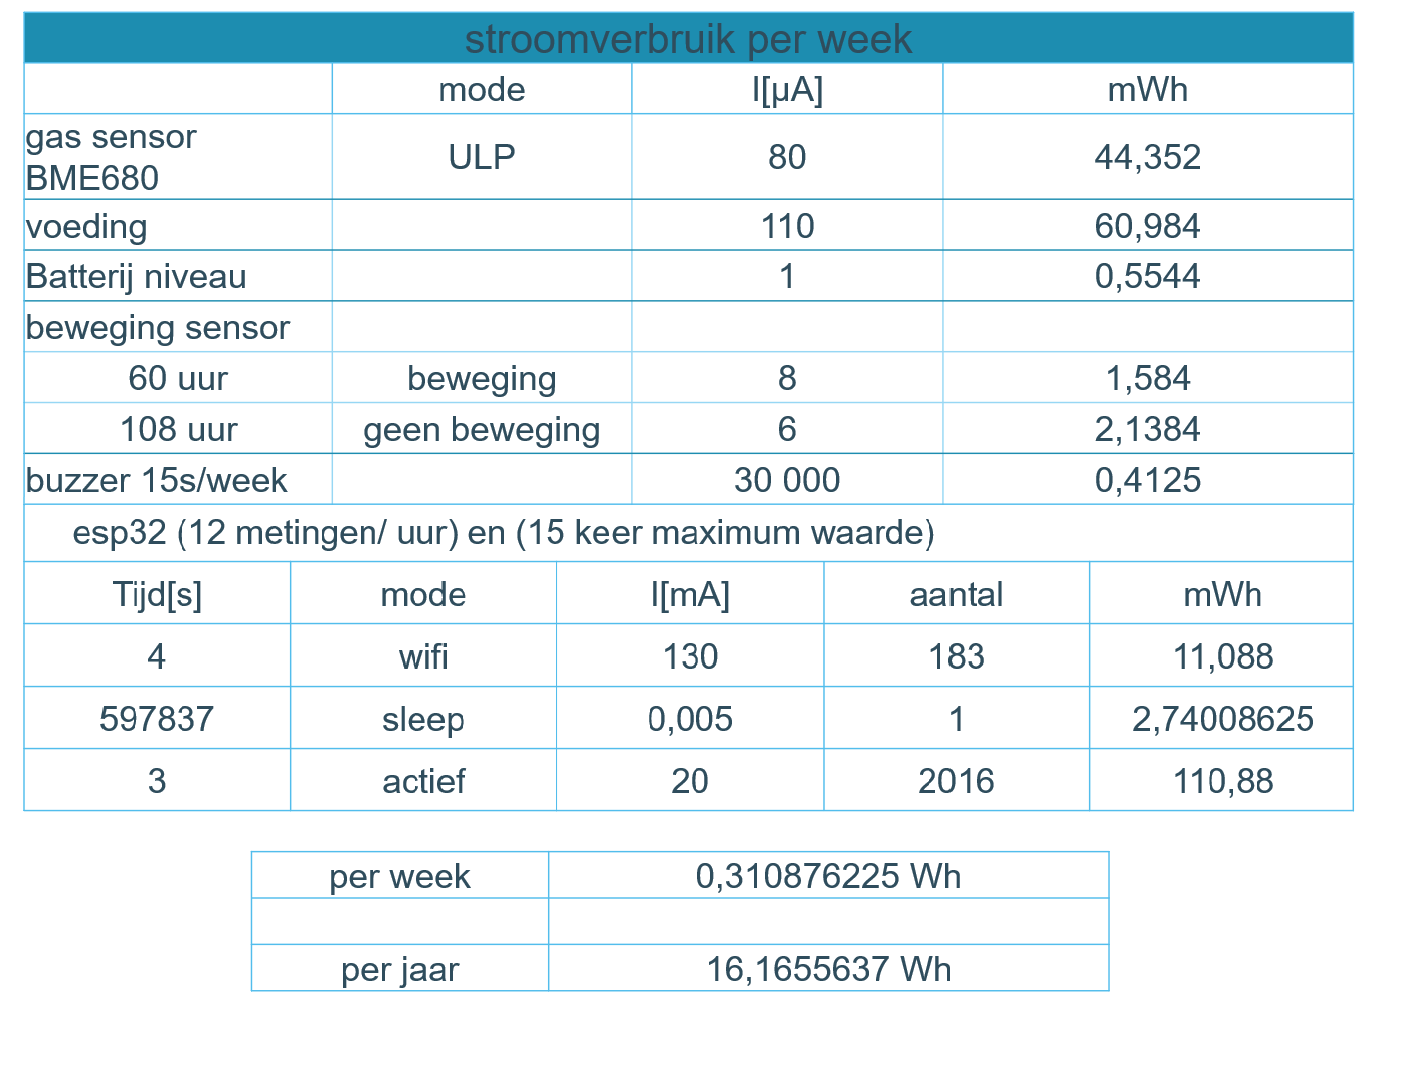 stroomverbruik per week
mode I[µA] mWh
gas sensor
BME680 ULP 80 44,352
voeding 110 60,984
Batterij niveau 1 0,5544
beweging sensor
60 uur beweging 8 1,584
108 uur geen beweging 6 2,1384
buzzer 15s/week 30 000 0,4125
esp32 (12 metingen/ uur) en (15 keer maximum waarde)
Tijd[s] mode I[mA] aantal mWh
4 wifi 130 183 11,088
597837 sleep 0,005 1 2,74008625
3 actief 20 2016 110,88
per week 0,310876225 Wh
per jaar 16,1655637 Wh